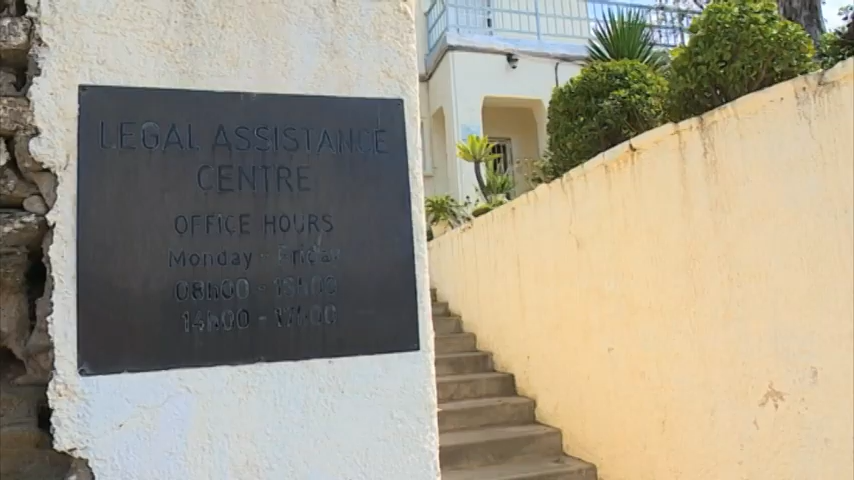 LEGAL ASSISTANCE
CENTRE
OFFICE HOURS
Monday - Friday
08h00 - 13h00
14h00 - 17h00